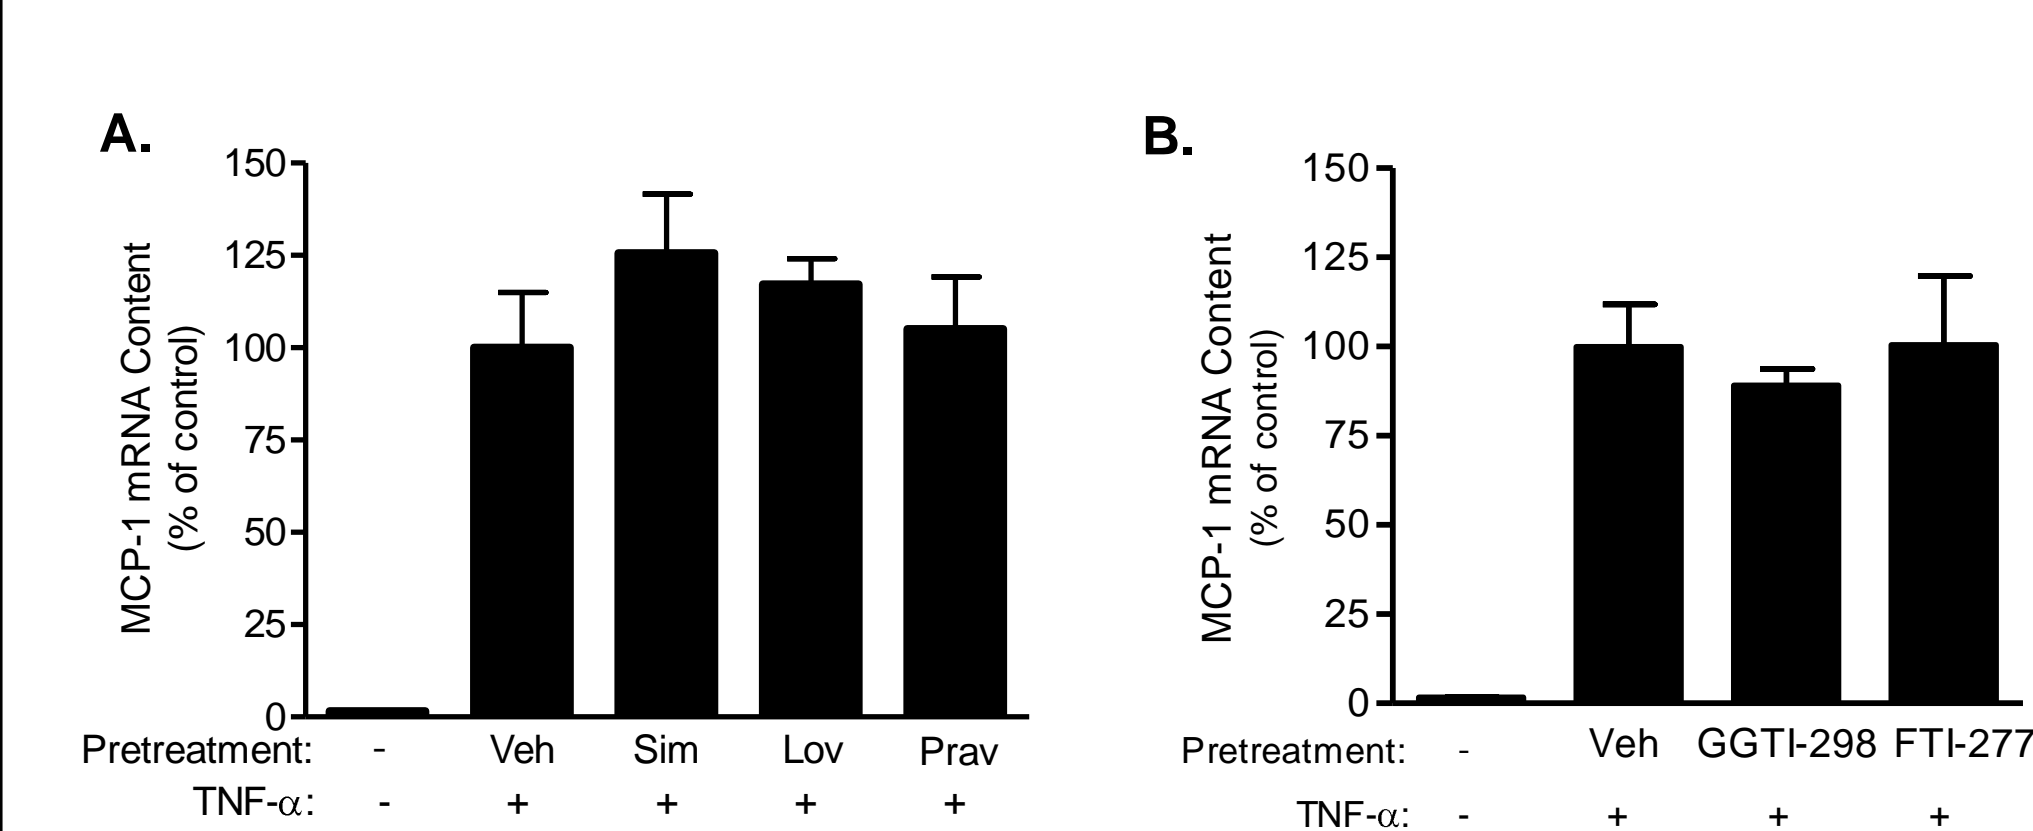 A.
MCP-1 mRNA Content
(% of control)
150
125
100
75
50
25
0
Pretreatment: - Veh Sim Lov Prav
TNF-α: - + + + +
B.
MCP-1 mRNA Content
(% of control)
150
125
100
75
50
25
0
Pretreatment: - Veh GGTI-298 FTI-277
TNF-α: - + + +